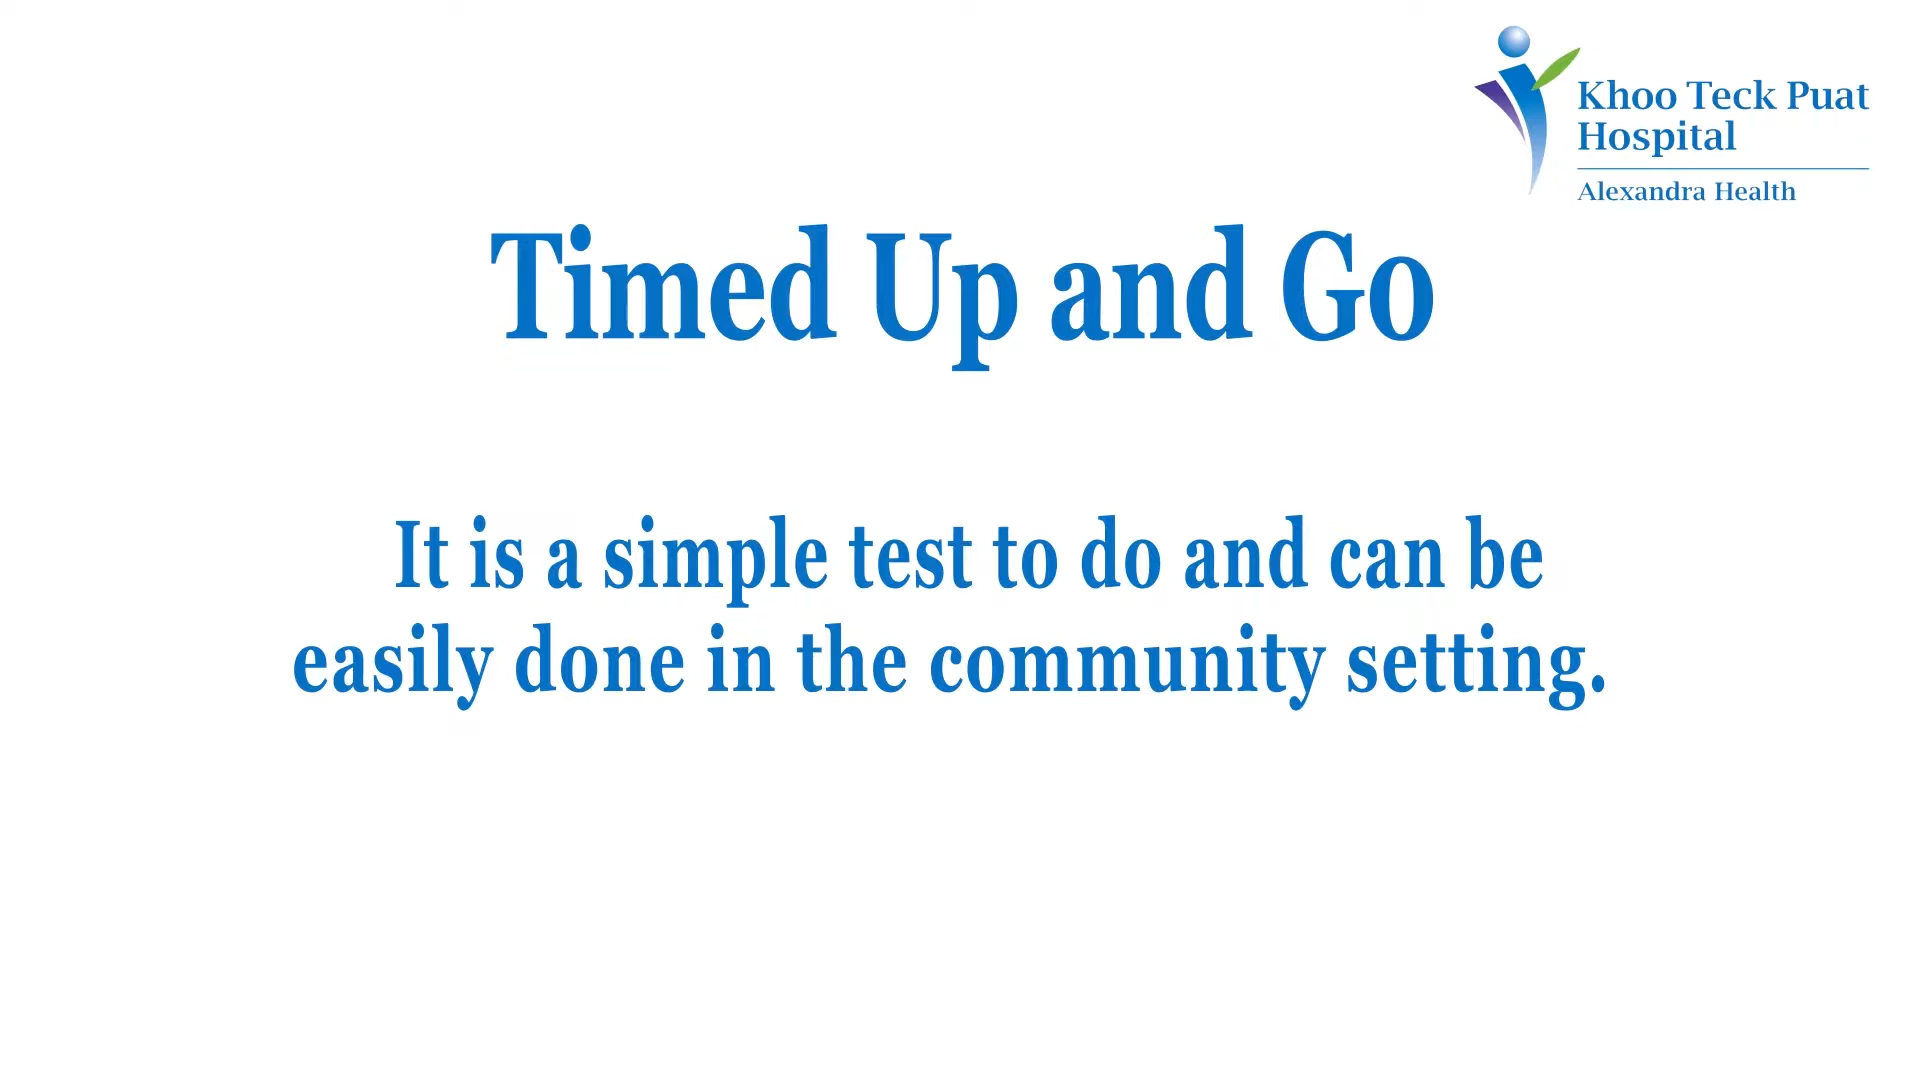 Khoo Teck Puat
Hospital
Alexandra Health
Timed Up and Go
It is a simple test to do and can be
easily done in the community setting.